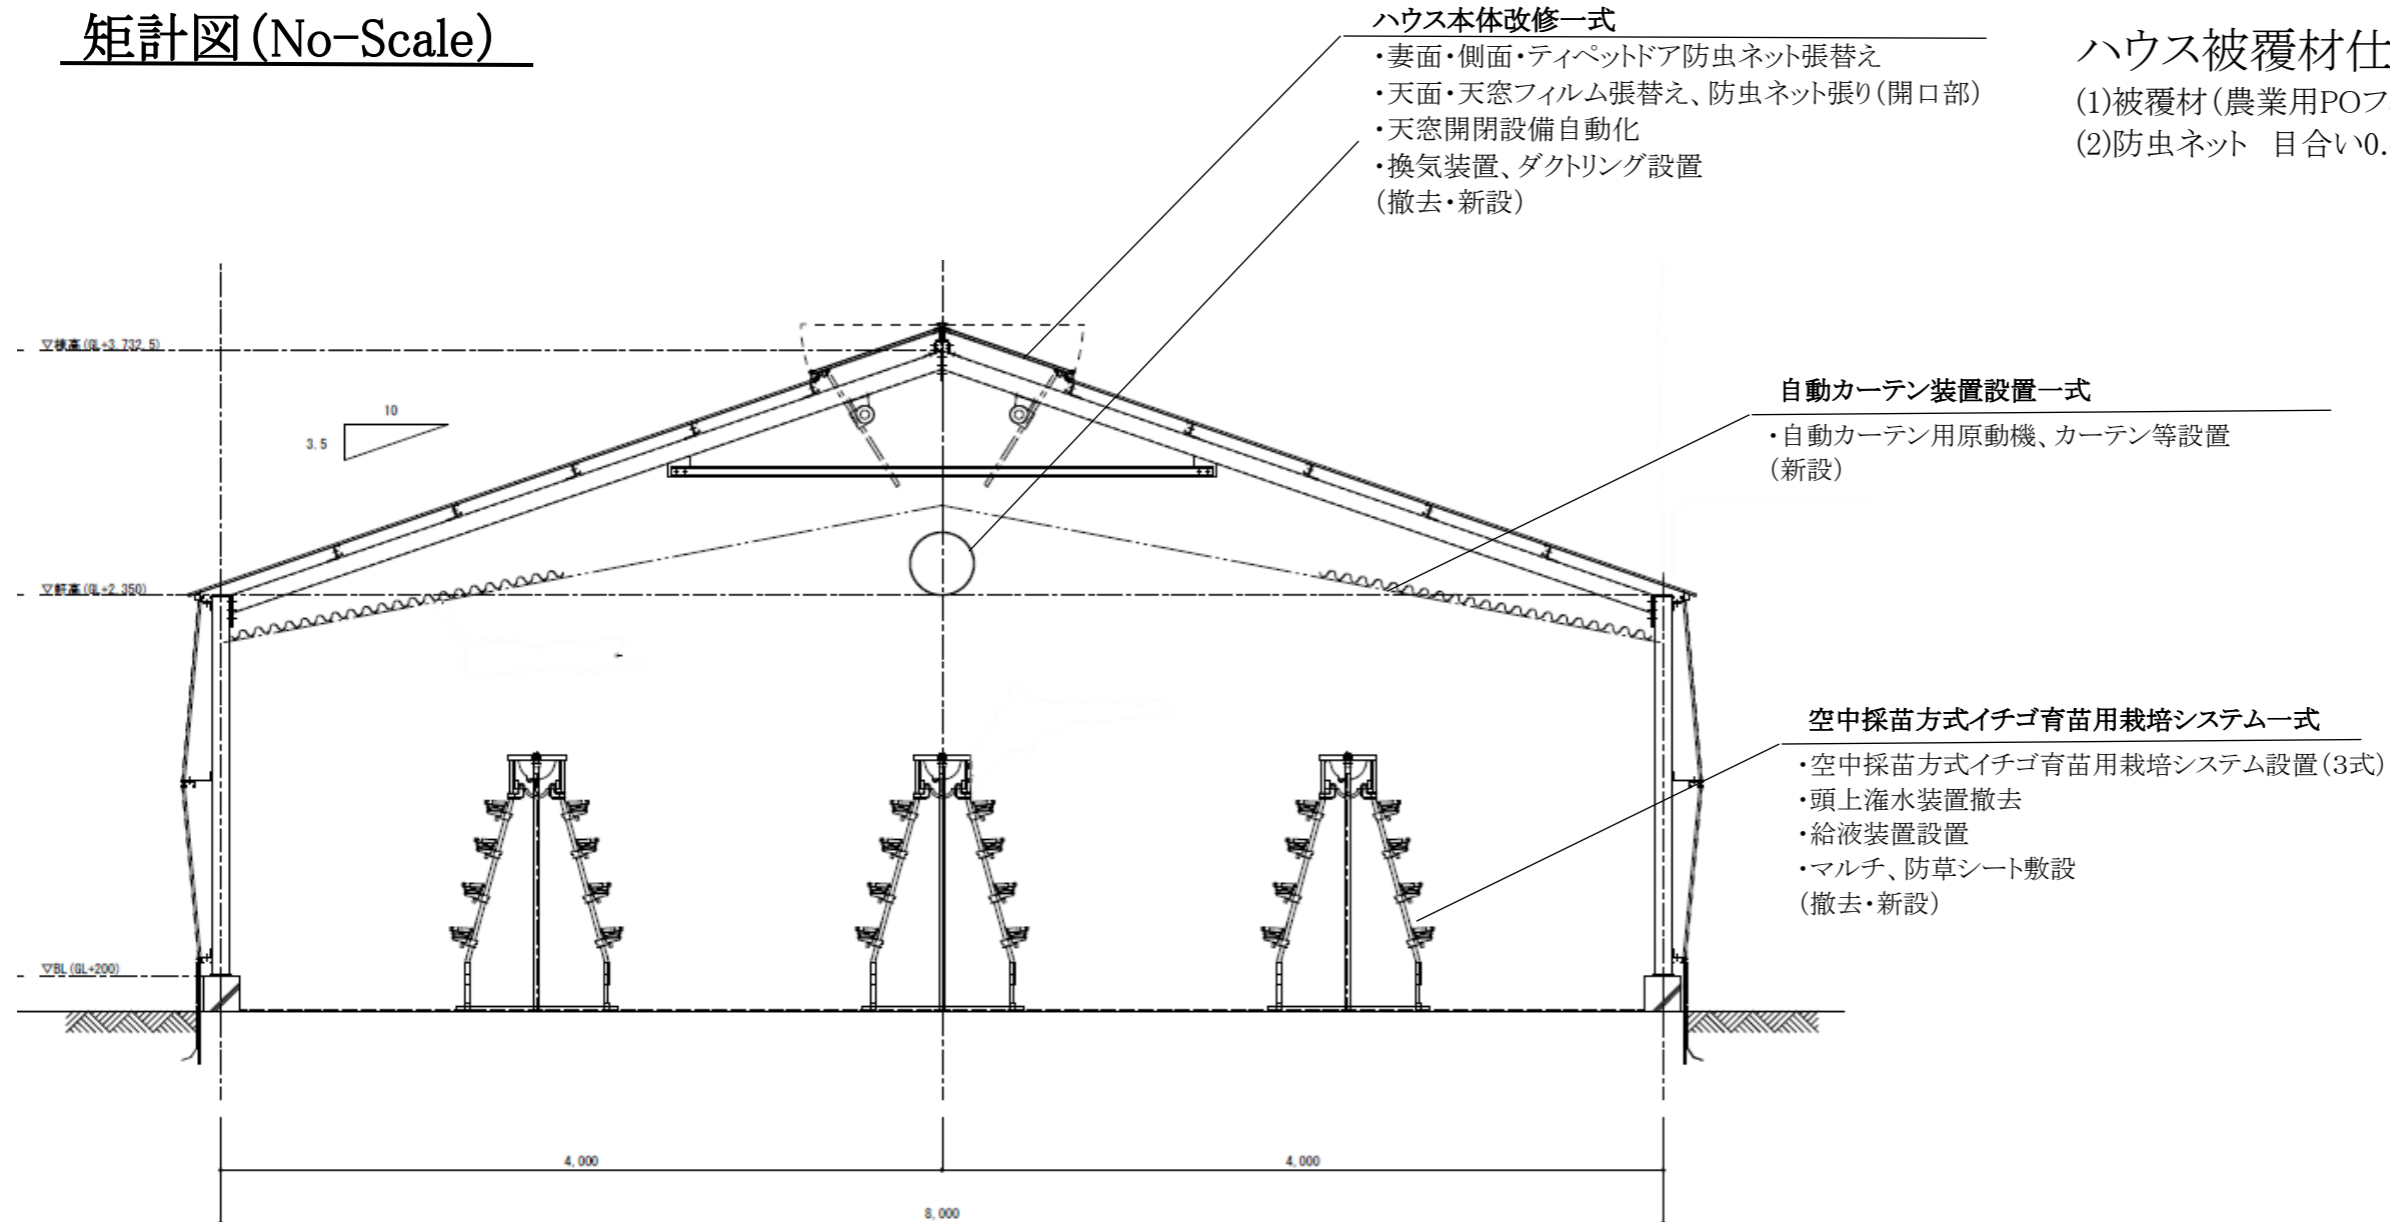 矩計図(No-Scale)
ハウス本体改修一式
・妻面・側面・ティペットドア防虫ネット張替え
・天面・天窓フィルム張替え、防虫ネット張り(開口部)
・天窓開閉設備自動化
・換気装置、ダクトリング設置
(撤去・新設)
ハウス被覆材仕
(1)被覆材(農業用POフ
(2)防虫ネット 目合い0.
▽棟高(GL+3,732.5)
10
3.5
自動カーテン装置設置一式
・自動カーテン用原動機、カーテン等設置
(新設)
▽軒高(GL+2,350)
空中採苗方式イチゴ育苗用栽培システム一式
・空中採苗方式イチゴ育苗用栽培システム設置(3式)
・頭上潅水装置撤去
・給液装置設置
・マルチ、防草シート敷設
(撤去・新設)
▽BL(GL+200)
4,000
4,000
8,000